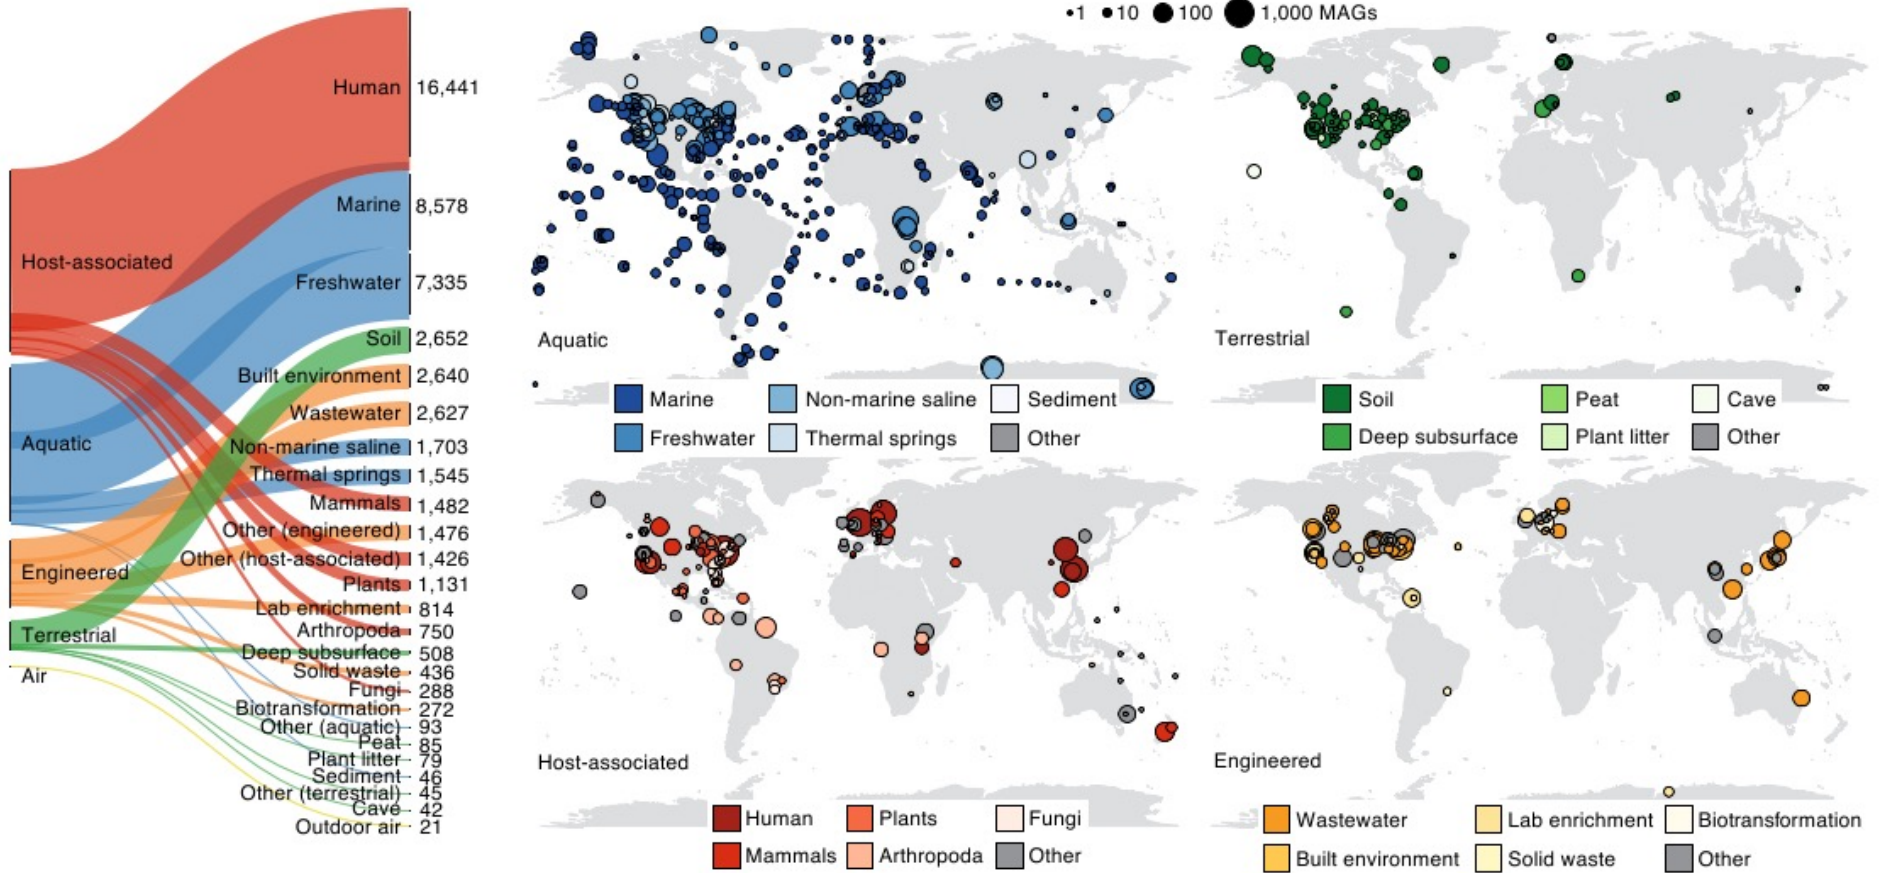 Host-associated
Aquatic
Engineered
Terrestrial
Air
Human 16,441
Marine 8,578
Freshwater 7,335
Soil 2,652
Built environment 2,640
Wastewater 2,627
Non-marine saline 1,703
Thermal springs 1,545
Mammals 1,482
Other (engineered) 1,476
Other (host-associated) 1,426
Plants 1,131
Lab enrichment 814
Arthropoda 750
Deep subsurface 508
Solid waste 436
Fungi 288
Biotransformation 272
Other (aquatic) 93
Peat 85
Plant litter 79
Sediment 46
Other (terrestrial) 45
Cave 42
Outdoor air 21
1 10 100 1,000 MAGs
Aquatic
Marine Non-marine saline Sediment
Freshwater Thermal springs Other
Terrestrial
Soil Peat Cave
Deep subsurface Plant litter Other
Host-associated
Human Plants Fungi
Mammals Arthropoda Other
Engineered
Wastewater Lab enrichment Biotransformation
Built environment Solid waste Other